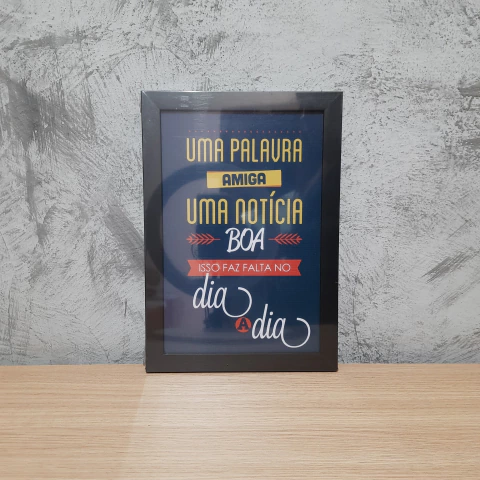 UMA PALAVRA
AMIGA
UMA NOTÍCIA
BOA
ISSO FAZ FALTA NO
dia
A dia